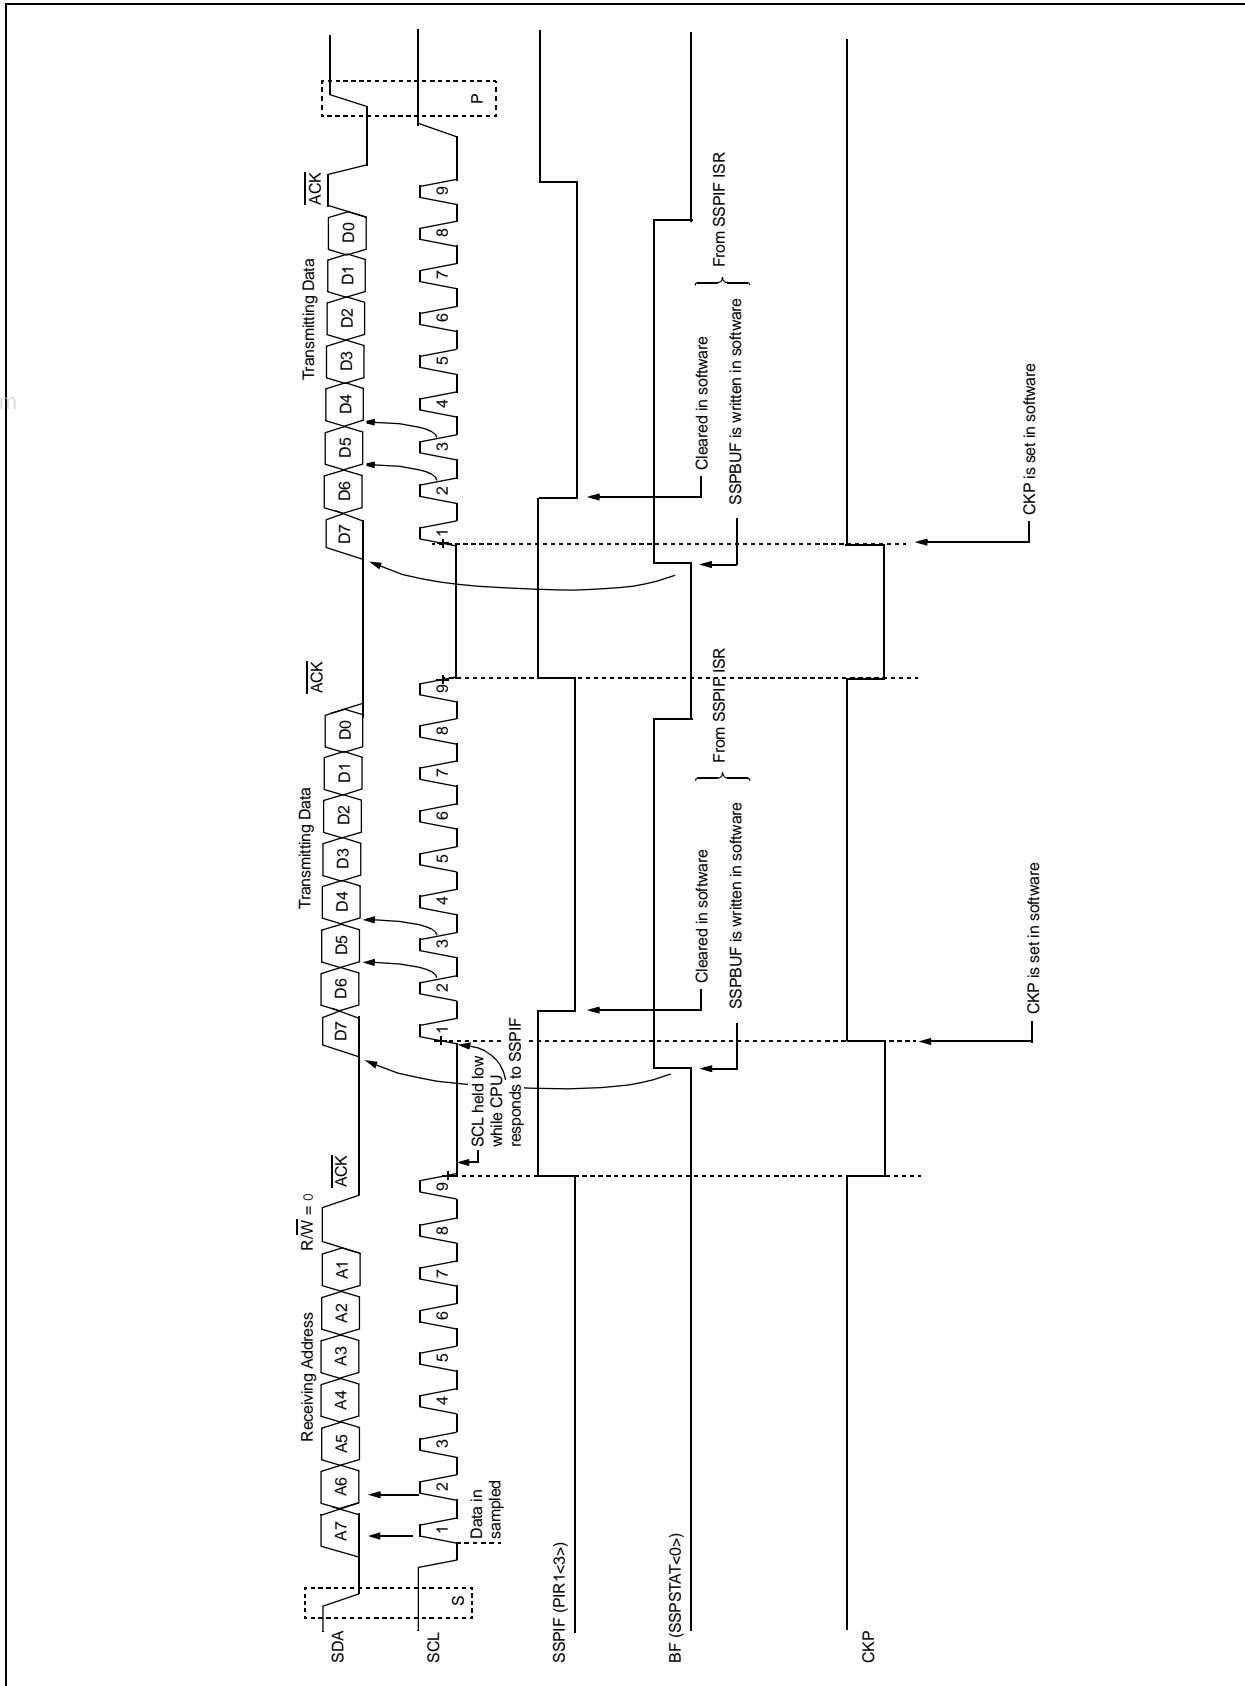 SDA
S
Receiving Address
A7
A6
A5
A4
A3
A2
A1
R/W = 0
ACK
Transmitting Data
D7
D6
D5
D4
D3
D2
D1
D0
ACK
Transmitting Data
D7
D6
D5
D4
D3
D2
D1
D0
ACK
P
SCL
1
2
3
4
5
6
7
8
9
1
2
3
4
5
6
7
8
9
1
2
3
4
5
6
7
8
9
Data in
sampled
SCL held low
while CPU
responds to SSPIF
SSPIF (PIR1<3>)
Cleared in software
Cleared in software
BF (SSPSTAT<0>)
From SSPIF ISR
From SSPIF ISR
SSPBUF is written in software
SSPBUF is written in software
CKP
CKP is set in software
CKP is set in software
m